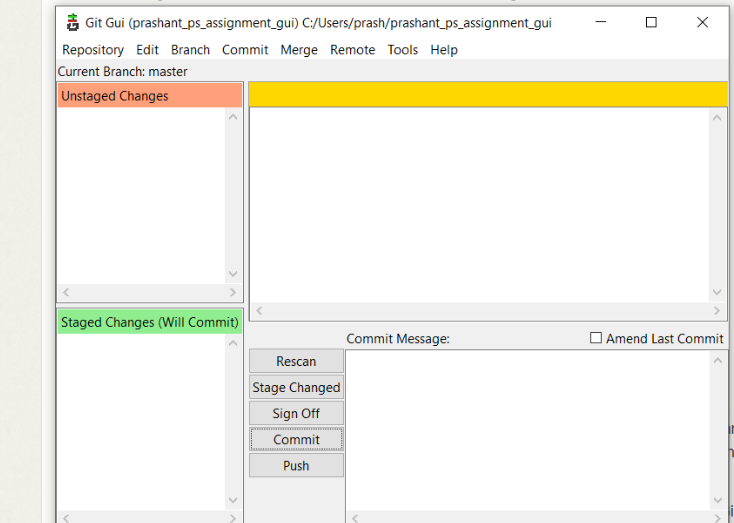 Git Gui (prashant_ps_assignment_gui) C:/Users/prash/prashant_ps_assignment_gui
Repository Edit Branch Commit Merge Remote Tools Help
Current Branch: master
Unstaged Changes
Staged Changes (Will Commit)
Commit Message:
Amend Last Commit
Rescan
Stage Changed
Sign Off
Commit
Push